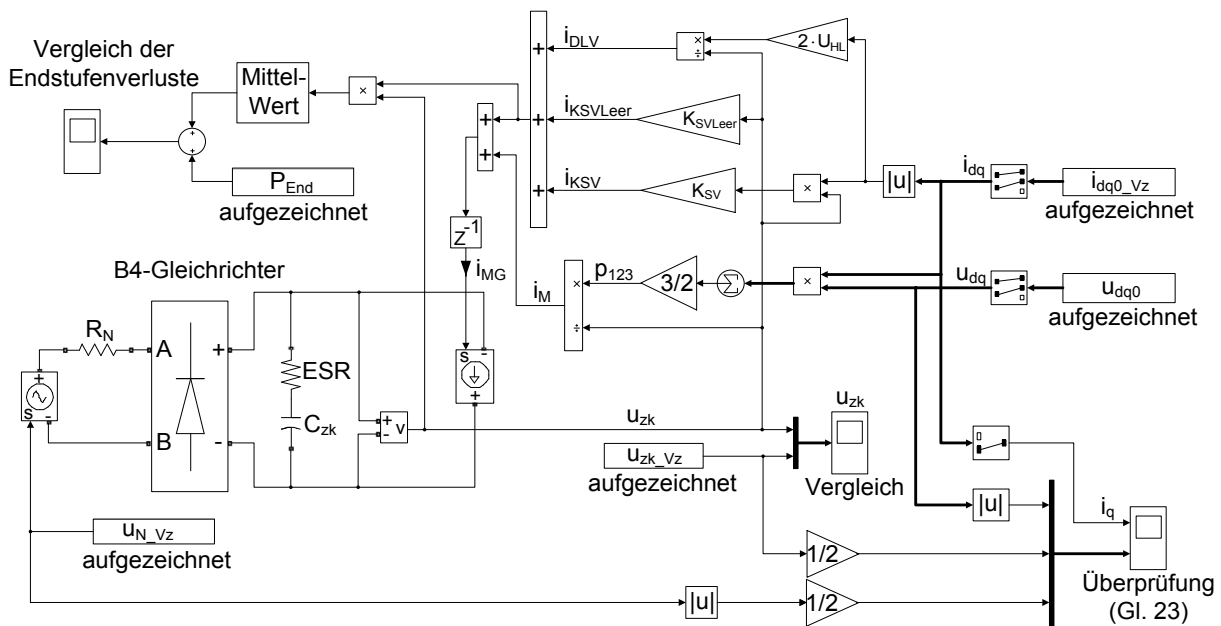 Vergleich der
Endstufenverluste
Mittel-
Wert
×
+
+
P_End
aufgezeichnet
+
+
Z^-1
i_MG
+
+
+
i_DLV
i_KSVLeer
i_KSV
×
÷
2 · U_HL
K_SVLeer
K_SV
×
|u|
i_dq
i_dq0_Vz
aufgezeichnet
u_dq
u_dq0
aufgezeichnet
i_M
×
÷
p_123
3/2
Σ
×
B4-Gleichrichter
R_N
A
B
+
-
+
s
-
ESR
C_zk
+
-
v
s
-
+
u_zk
u_zk_Vz
aufgezeichnet
u_zk
Vergleich
u_N_Vz
aufgezeichnet
|u|
1/2
1/2
|u|
i_q
Überprüfung
(Gl. 23)